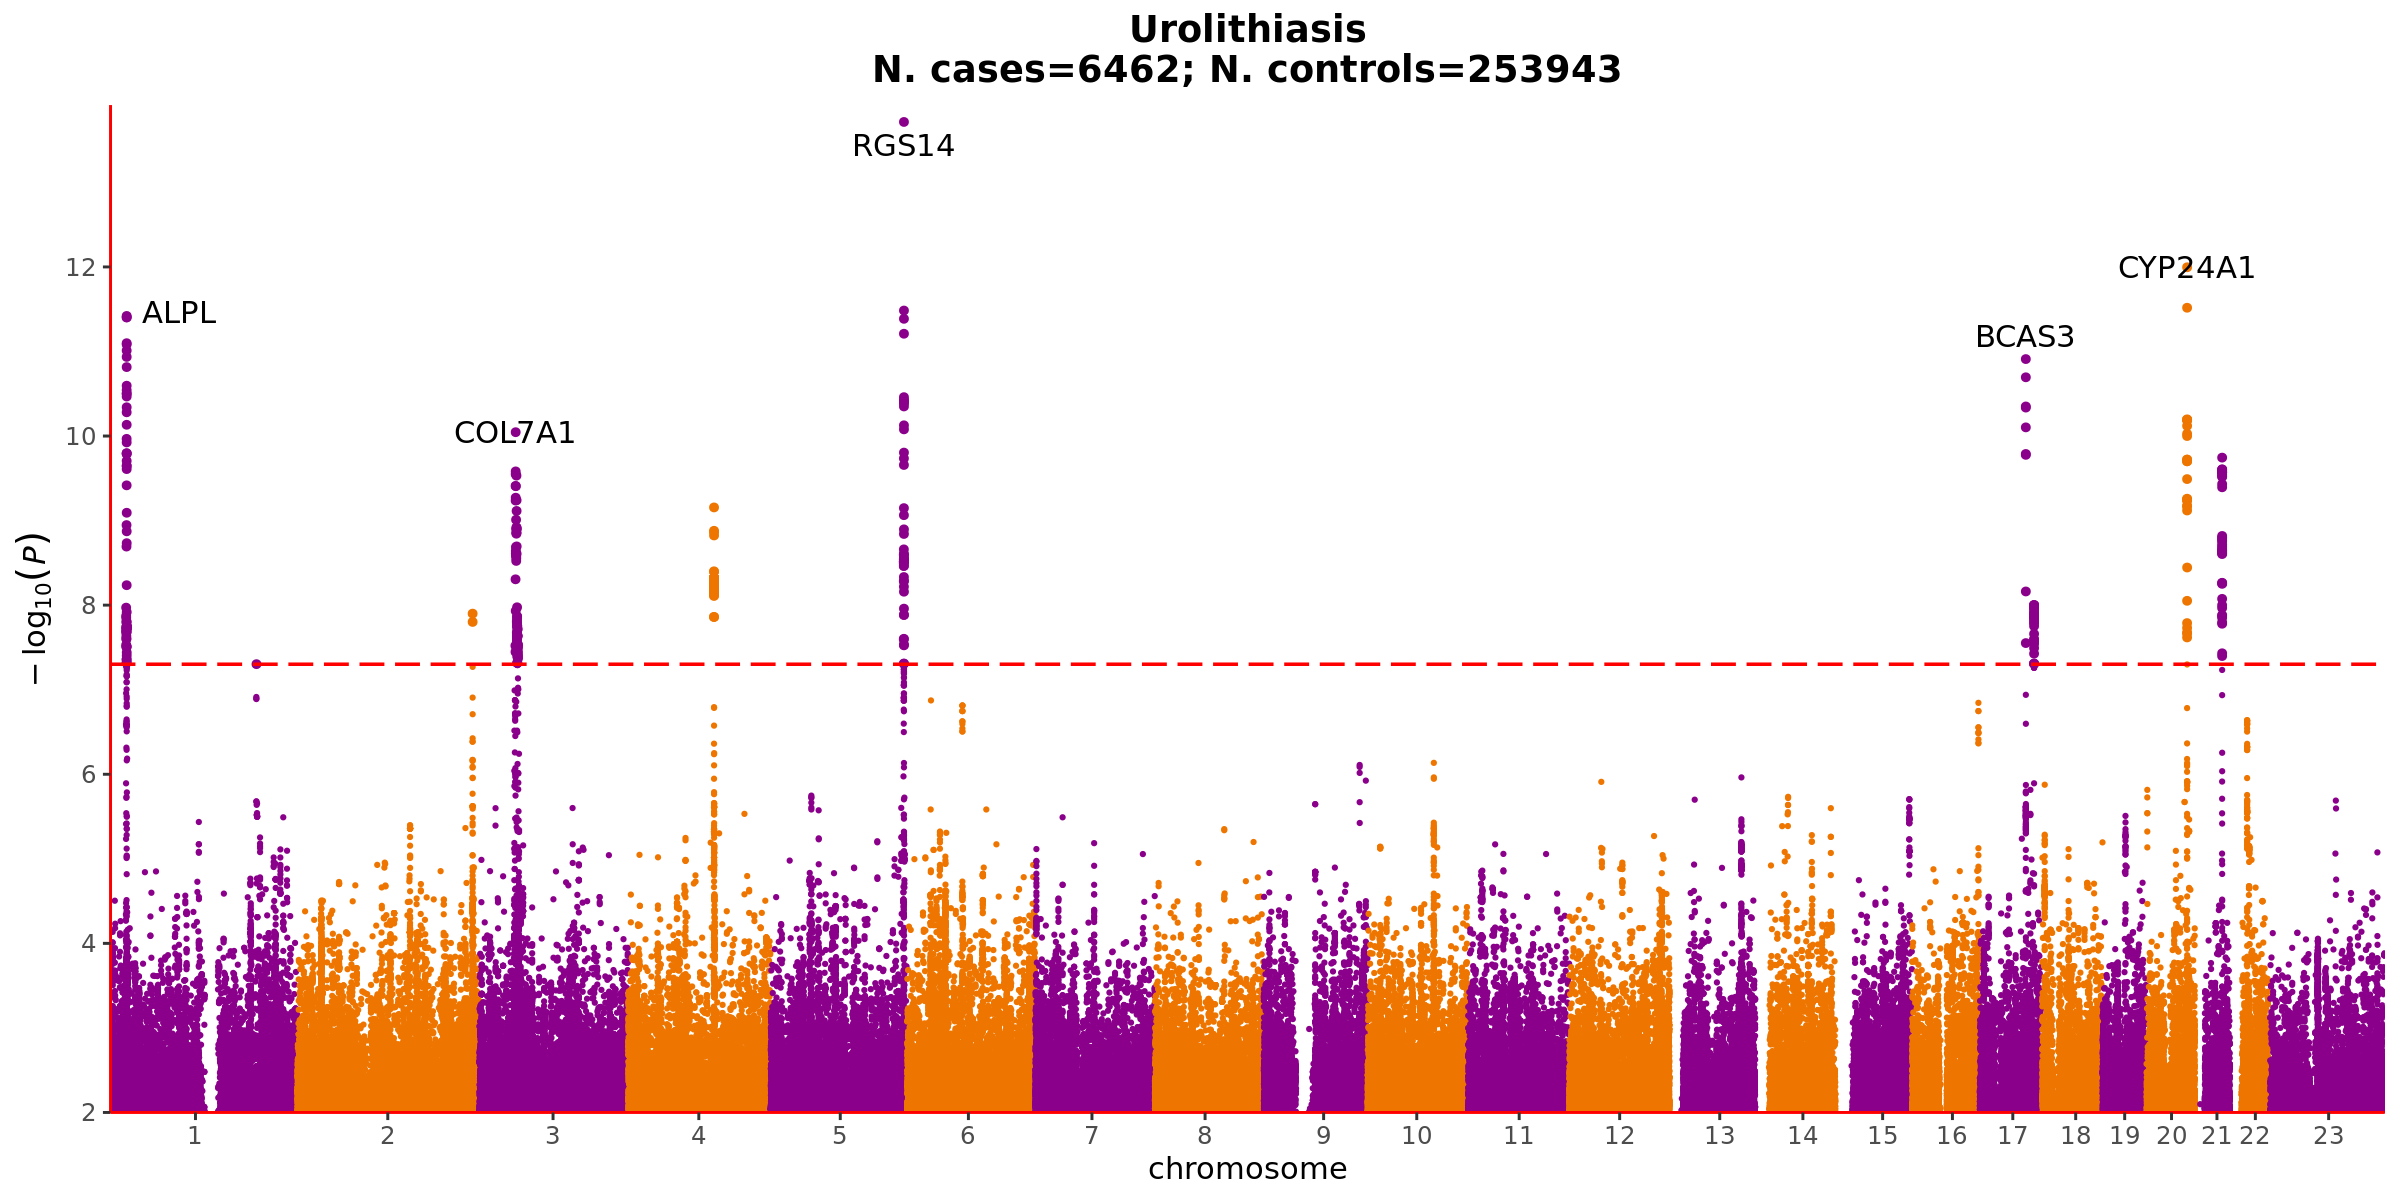 Urolithiasis
N. cases=6462; N. controls=253943
RGS14
CYP24A1
ALPL
BCAS3
COL7A1
12
10
8
6
4
2
−log10(P)
1 2 3 4 5 6 7 8 9 10 11 12 13 14 15 16 17 18 19 20 21 22 23
chromosome